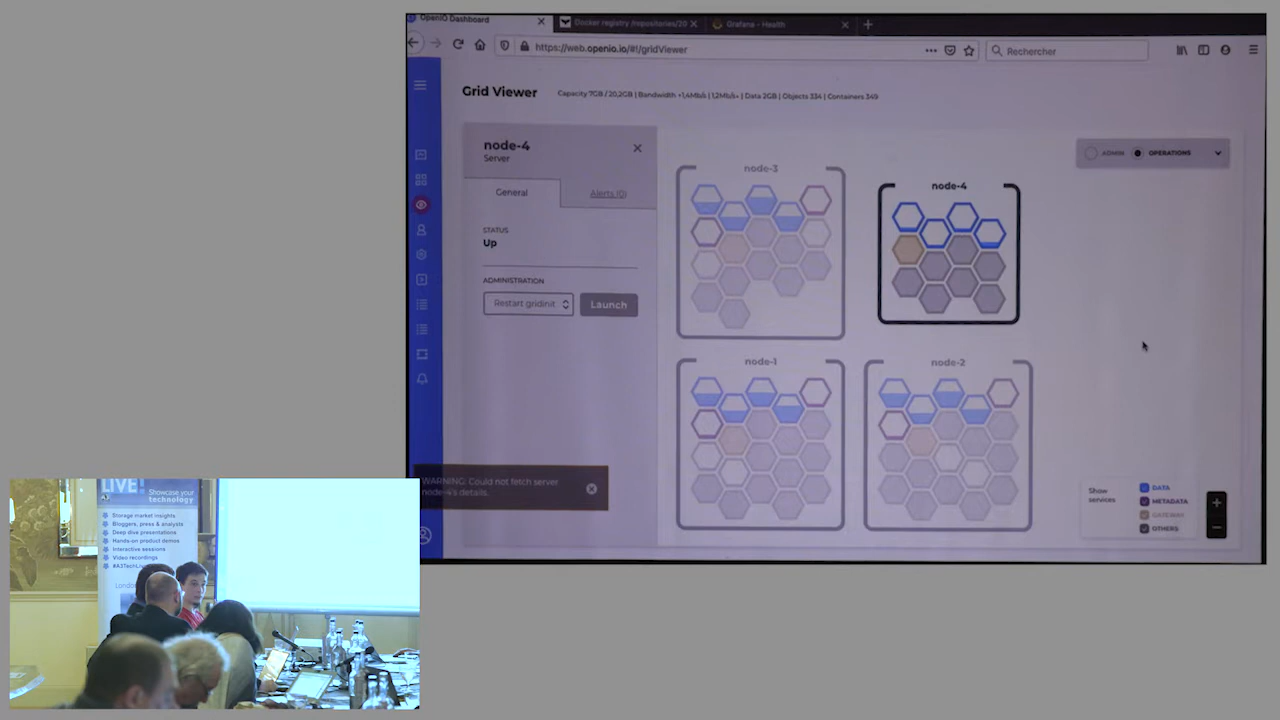 OpenIO Dashboard
Docker registry /repositories/20
Grafana - Health
https://web.openio.io/#!/gridViewer
Rechercher
Grid Viewer
Capacity 7GB / 20,2GB | Bandwidth +1,4Mb/s | 1,2Mb/s+ | Data 2GB | Objects 334 | Containers 349
node-4
Server
General
Alerts (0)
STATUS
Up
ADMINISTRATION
Restart gridinit
Launch
node-3
node-4
ADMIN
OPERATIONS
node-1
node-2
WARNING: Could not fetch server
node-4's details.
Show
services
DATA
METADATA
GATEWAY
OTHERS
LIVE!
Showcase your
technology
Storage market insights
Bloggers, press & analysts
Deep dive presentations
Hands-on product demos
Interactive sessions
Video recordings
#A3TechLive